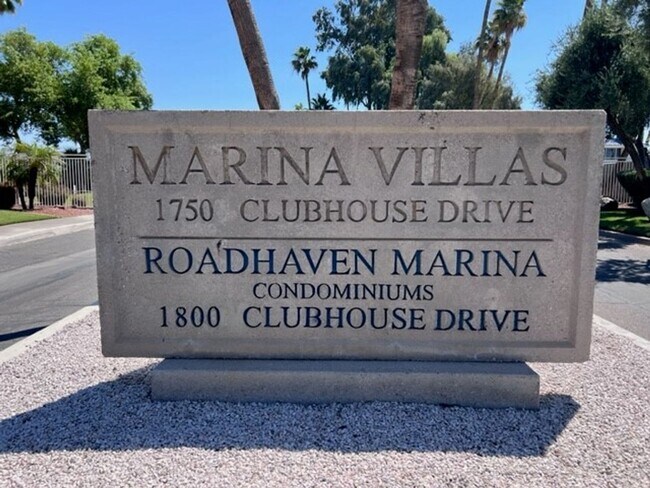 MARINA VILLAS
1750 CLUBHOUSE DRIVE
ROADHAVEN MARINA
CONDOMINIUMS
1800 CLUBHOUSE DRIVE